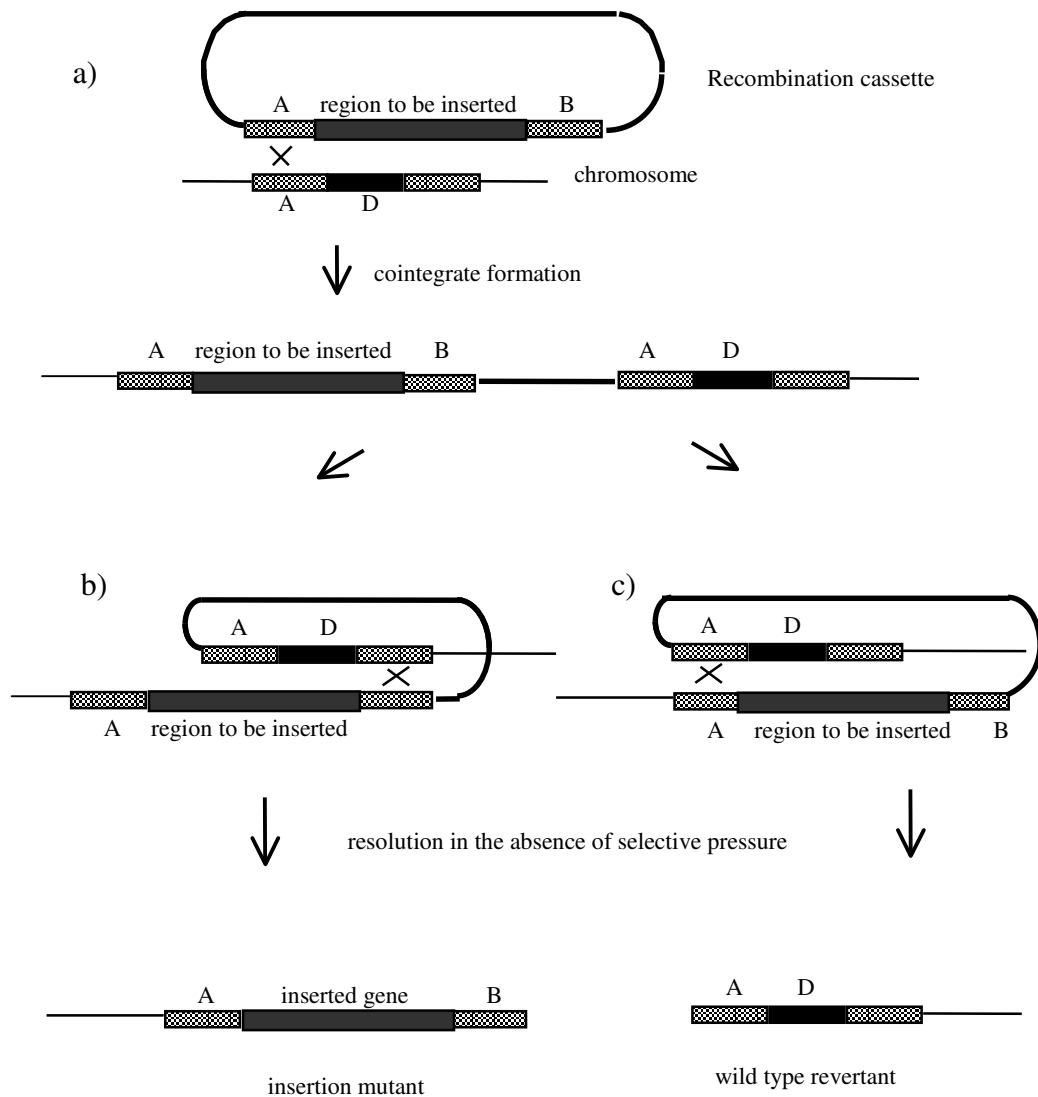 a)
Recombination cassette
A region to be inserted B
chromosome
A D
cointegrate formation
A region to be inserted B A D
b)
c)
A D
A D
A region to be inserted
A region to be inserted B
resolution in the absence of selective pressure
A inserted gene B
A D
insertion mutant
wild type revertant